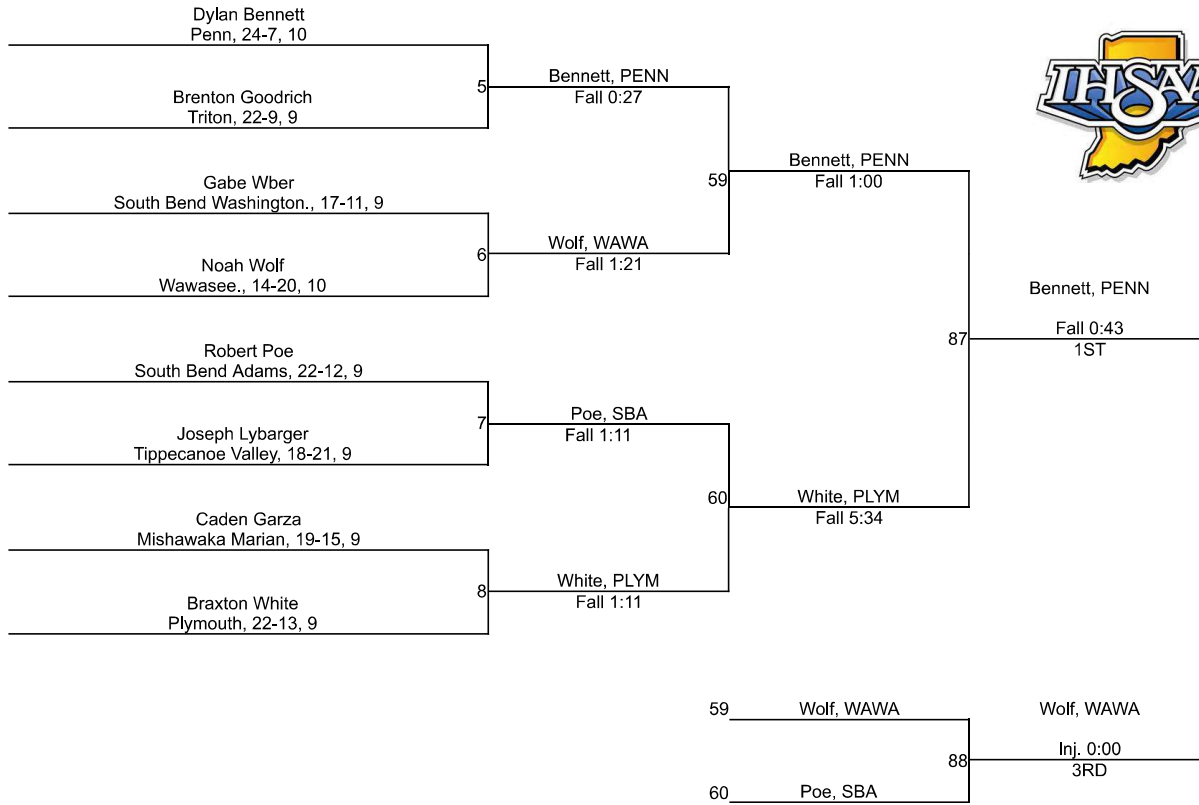 Dylan Bennett
Penn, 24-7, 10
Brenton Goodrich
Triton, 22-9, 9
5
Bennett, PENN
Fall 0:27
Gabe Wber
South Bend Washington., 17-11, 9
Noah Wolf
Wawasee., 14-20, 10
6
Wolf, WAWA
Fall 1:21
59
Bennett, PENN
Fall 1:00
Robert Poe
South Bend Adams, 22-12, 9
Joseph Lybarger
Tippecanoe Valley, 18-21, 9
7
Poe, SBA
Fall 1:11
Caden Garza
Mishawaka Marian, 19-15, 9
Braxton White
Plymouth, 22-13, 9
8
White, PLYM
Fall 1:11
60
White, PLYM
Fall 5:34
87
Bennett, PENN
Fall 0:43
1ST
IHSAA
59
Wolf, WAWA
60
Poe, SBA
88
Wolf, WAWA
Inj. 0:00
3RD